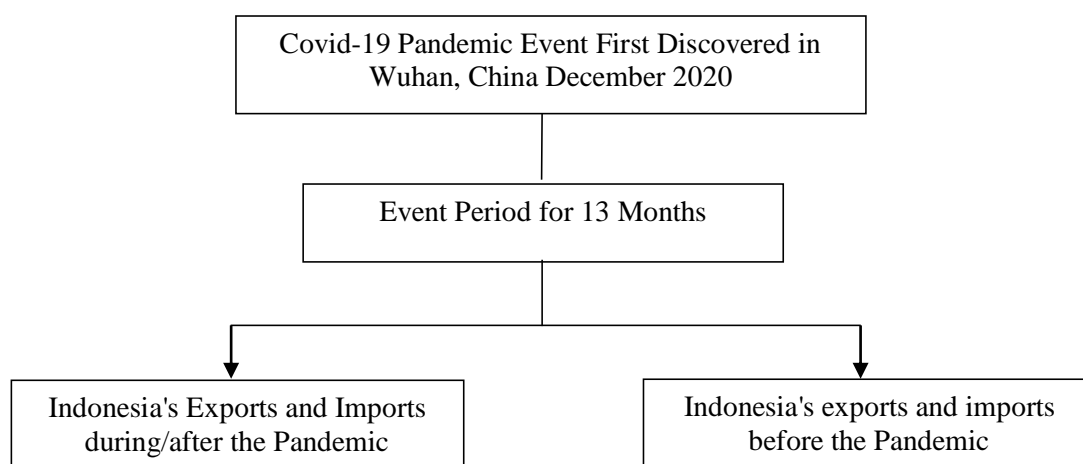 Covid-19 Pandemic Event First Discovered in
Wuhan, China December 2020
Event Period for 13 Months
Indonesia's Exports and Imports
during/after the Pandemic
Indonesia's exports and imports
before the Pandemic